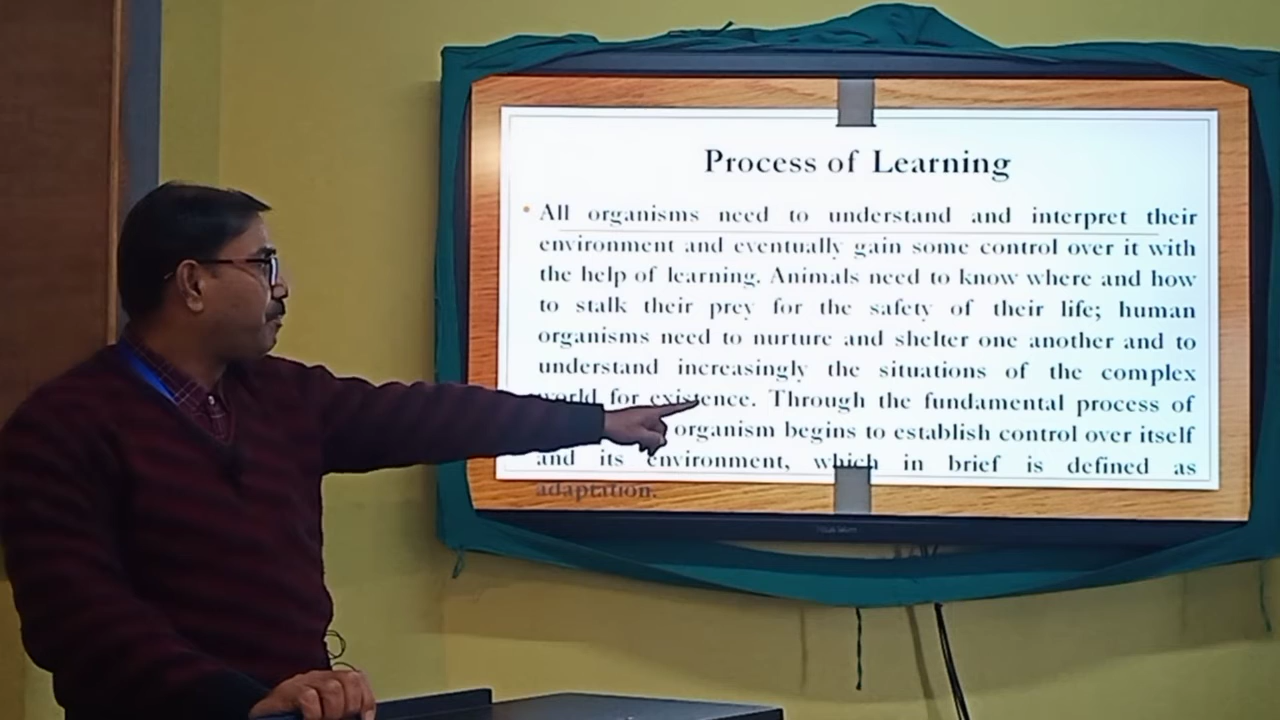 Process of Learning
• All organisms need to understand and interpret their
environment and eventually gain some control over it with
the help of learning. Animals need to know where and how
to stalk their prey for the safety of their life; human
organisms need to nurture and shelter one another and to
understand increasingly the situations of the complex
world for existence. Through the fundamental process of
organism begins to establish control over itself
and its environment, which in brief is defined as
adaptation.